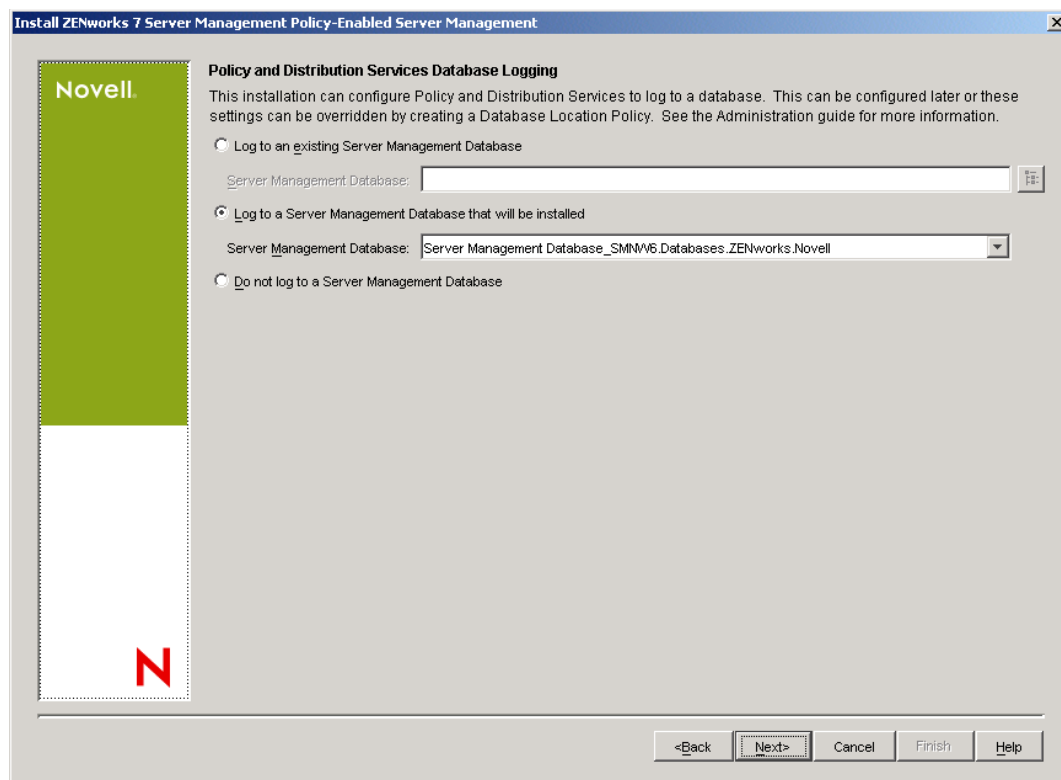 Install ZENworks 7 Server Management Policy-Enabled Server Management
Novell.
Policy and Distribution Services Database Logging
This installation can configure Policy and Distribution Services to log to a database. This can be configured later or these
settings can be overridden by creating a Database Location Policy. See the Administration guide for more information.
Log to an existing Server Management Database
Server Management Database:
Log to a Server Management Database that will be installed
Server Management Database: Server Management Database_SMNW6.Databases.ZENworks.Novell
Do not log to a Server Management Database
N
<Back Next> Cancel Finish Help